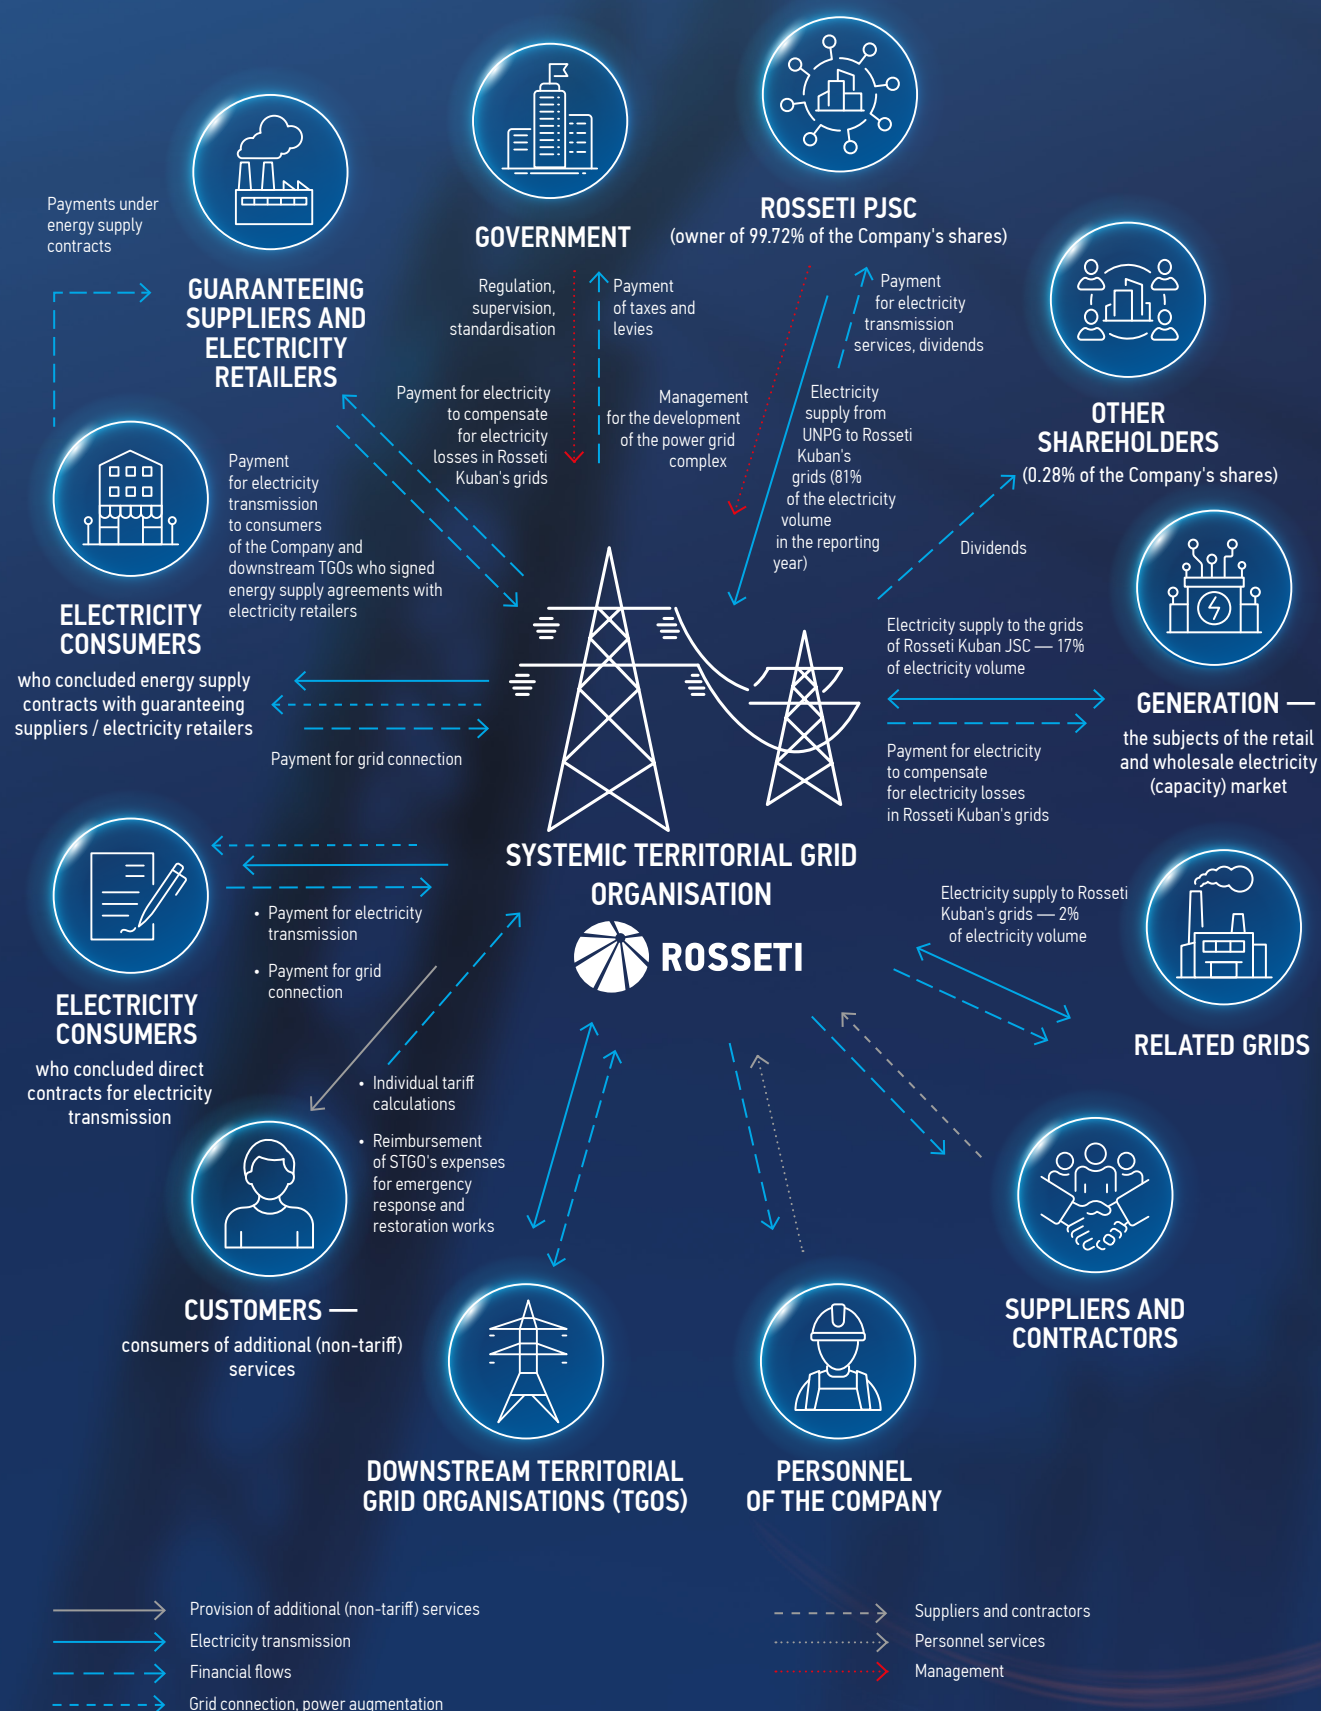 ROSSETI PJSC
(owner of 99.72% of the Company's shares)
GOVERNMENT
Payments under
energy supply
contracts
GUARANTEEING
SUPPLIERS AND
ELECTRICITY
RETAILERS
Regulation,
supervision,
standardisation
Payment
of taxes and
levies
Payment
for electricity
transmission
services, dividends
Payment for electricity
to compensate
for electricity
losses in Rosseti
Kuban's grids
Management
for the development
of the power grid
complex
Electricity
supply from
UNPG to Rosseti
Kuban's
grids (81%
of the electricity
volume
in the reporting
year)
OTHER
SHAREHOLDERS
(0.28% of the Company's shares)
Dividends
Payment
for electricity
transmission
to consumers
of the Company and
downstream TGOs who signed
energy supply agreements with
electricity retailers
ELECTRICITY
CONSUMERS
who concluded energy supply
contracts with guaranteeing
suppliers / electricity retailers
Payment for grid connection
Electricity supply to the grids
of Rosseti Kuban JSC — 17%
of electricity volume
GENERATION —
the subjects of the retail
and wholesale electricity
(capacity) market
Payment for electricity
to compensate
for electricity losses
in Rosseti Kuban's grids
SYSTEMIC TERRITORIAL GRID
ORGANISATION
ROSSETI
Electricity supply to Rosseti
Kuban's grids — 2%
of electricity volume
RELATED GRIDS
• Payment for electricity
transmission
• Payment for grid
connection
ELECTRICITY
CONSUMERS
who concluded direct
contracts for electricity
transmission
• Individual tariff
calculations
• Reimbursement
of STGO's expenses
for emergency
response and
restoration works
CUSTOMERS —
consumers of additional (non-tariff)
services
SUPPLIERS AND
CONTRACTORS
DOWNSTREAM TERRITORIAL
GRID ORGANISATIONS (TGOS)
PERSONNEL
OF THE COMPANY
Provision of additional (non-tariff) services
Electricity transmission
Financial flows
Grid connection, power augmentation
Suppliers and contractors
Personnel services
Management